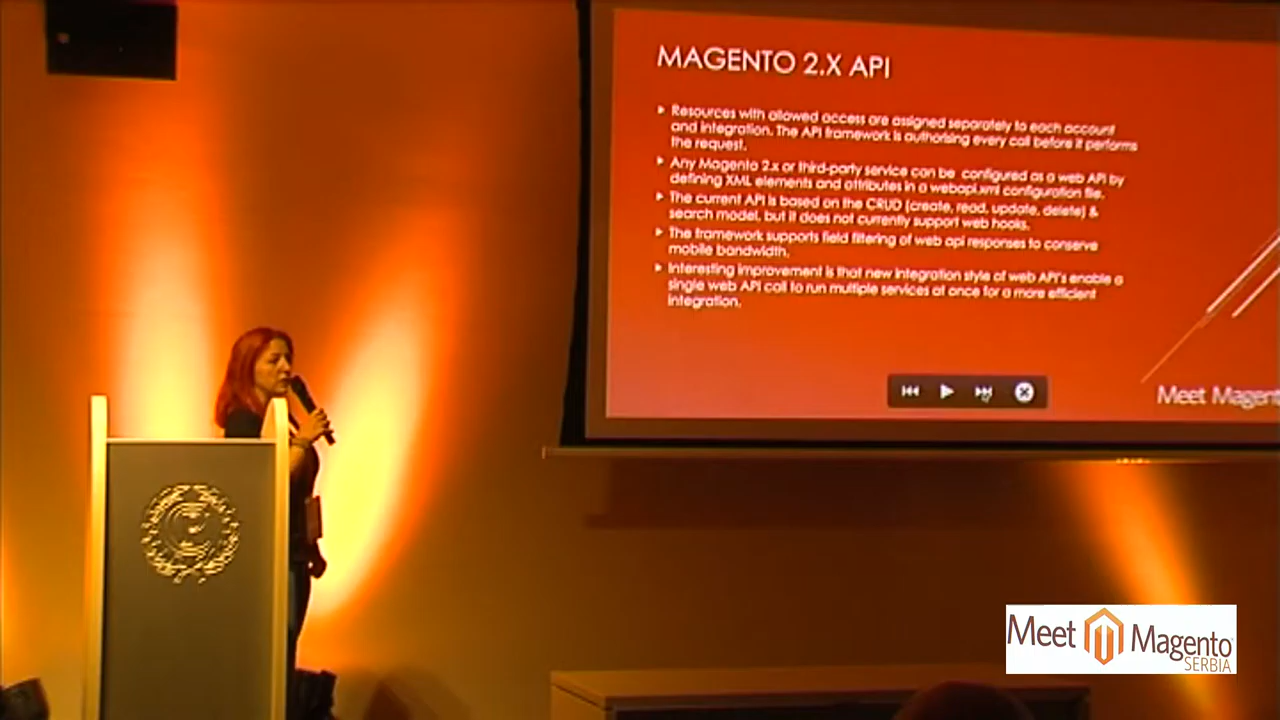 MAGENTO 2.X API
Resources with allowed access are assigned separately to each account
and integration. The API framework is authorising every call before it performs
the request.
Any Magento 2.x or third-party service can be configured as a web API by
defining XML elements and attributes in a webapi.xml configuration file.
The current API is based on the CRUD (create, read, update, delete) &
search model, but it does not currently support web hooks.
The framework supports field filtering of web api responses to conserve
mobile bandwidth.
Interesting improvement is that new integration style of web API's enable a
single web API call to run multiple services at once for a more efficient
integration.
Meet Magento
Meet Magento
SERBIA